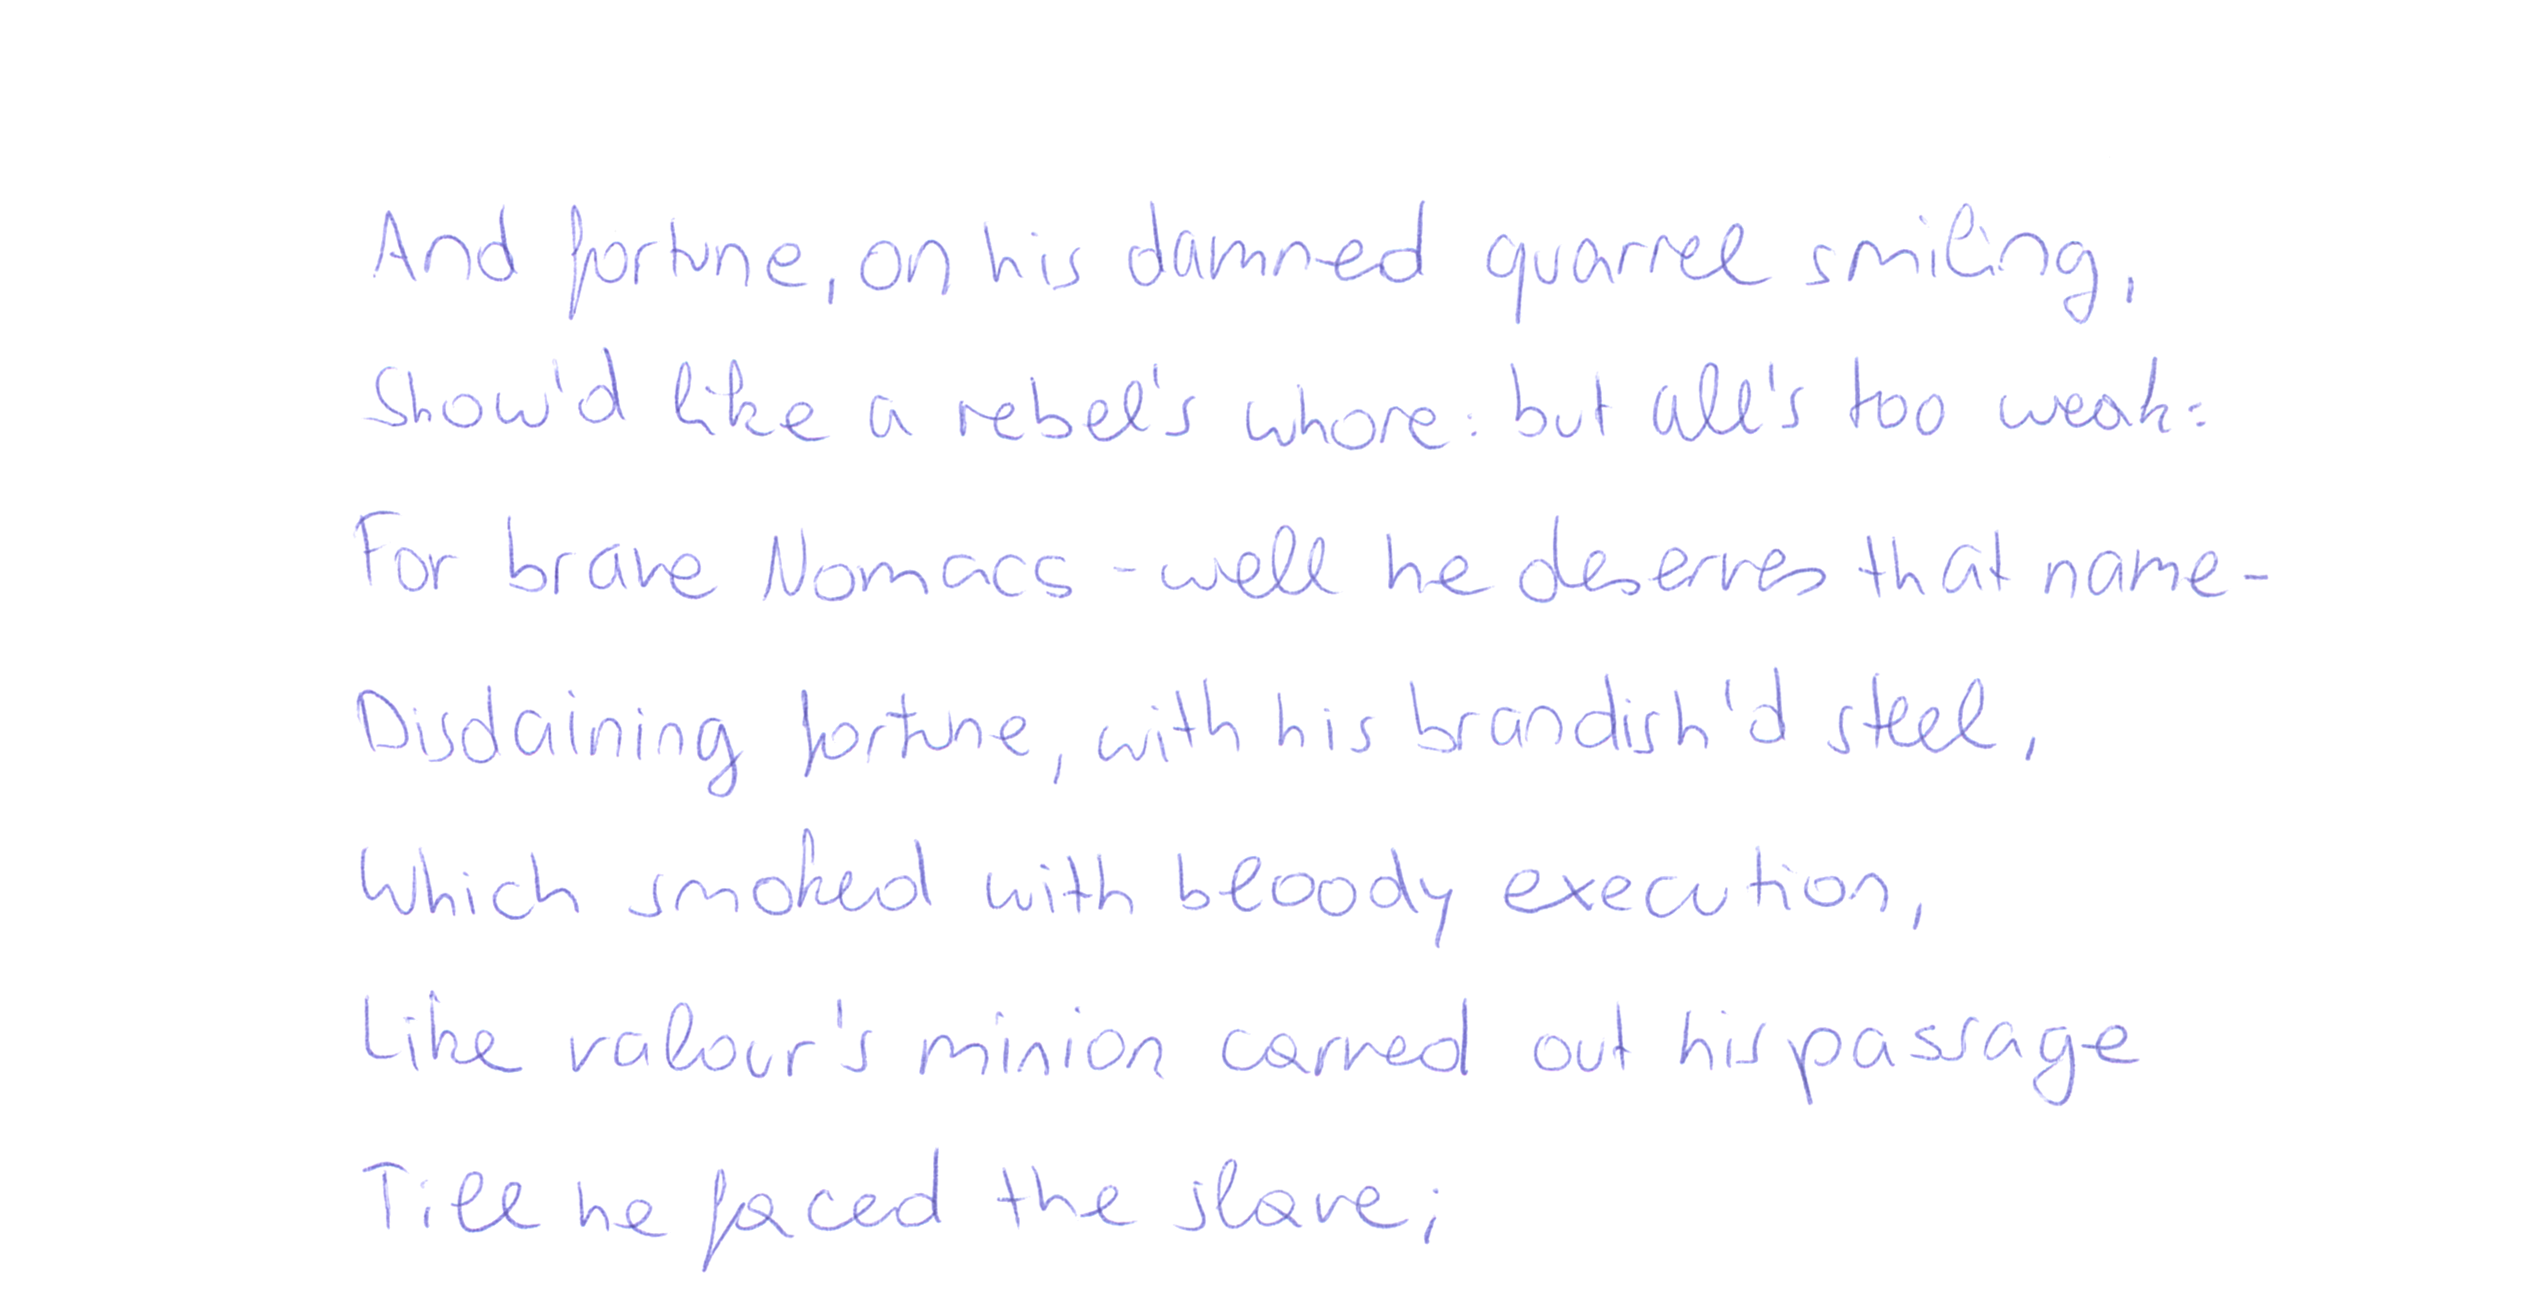 And fortune, on his damned quarrel smiling,
Show'd like a rebel's whore: but all's too weak:
For brave Nomacs - well he deserves that name -
Disdaining fortune, with his brandish'd steel,
Which smoked with bloody execution,
Like valour's minion carved out his passage
Till he faced the slave;